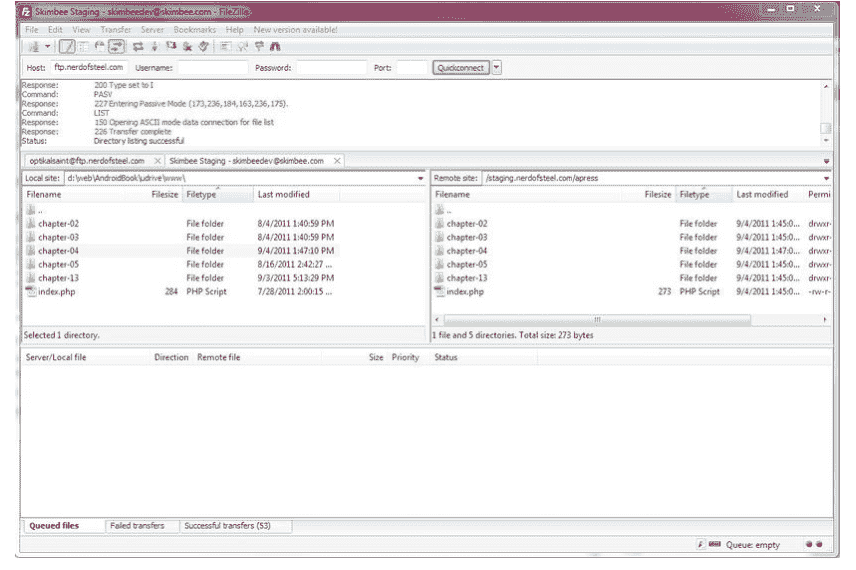 Skimbee Staging - skimbeedev@skimbee.com - FileZilla
File Edit View Transfer Server Bookmarks Help New version available!
Host: ftp.nerdofsteel.com Username: Password: Port: Quickconnect
Response: 200 Type set to I
Command: PASV
Response: 227 Entering Passive Mode (173,236,184,163,236,175).
Command: LIST
Response: 150 Opening ASCII mode data connection for file list
Response: 226 Transfer complete
Status: Directory listing successful
optikalsaint@ftp.nerdofsteel.com Skimbee Staging - skimbeedev@skimbee.com
Local site: d:\web\AndroidBook\udrive\www\ Remote site: /staging.nerdofsteel.com/apress
Filename Filesize Filetype Last modified Filename Filesize Filetype Last modified Permi
.. ..
chapter-02 File folder 8/4/2011 1:40:59 PM chapter-02 File folder 9/4/2011 1:45:0... drwxr-
chapter-03 File folder 8/4/2011 1:40:59 PM chapter-03 File folder 9/4/2011 1:45:0... drwxr-
chapter-04 File folder 9/4/2011 1:47:10 PM chapter-04 File folder 9/4/2011 1:47:0... drwxr-
chapter-05 File folder 8/16/2011 2:42:27 ... chapter-05 File folder 9/4/2011 1:45:0... drwxr-
chapter-13 File folder 9/3/2011 5:13:29 PM chapter-13 File folder 9/4/2011 1:45:0... drwxr-
index.php 284 PHP Script 7/28/2011 2:00:15 ... index.php 273 PHP Script 9/4/2011 1:45:0... -rw-r-
Selected 1 directory. 1 file and 5 directories. Total size: 273 bytes
Server/Local file Direction Remote file Size Priority Status
Queued files Failed transfers Successful transfers (53)
Queue: empty